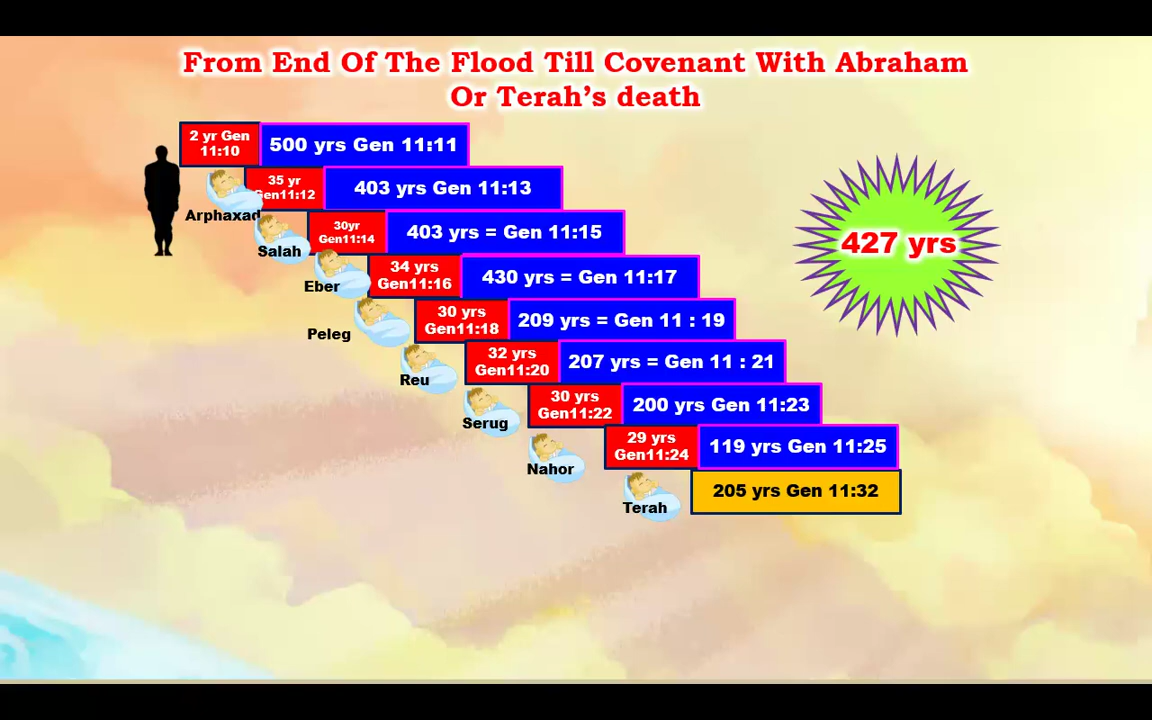 From End Of The Flood Till Covenant With Abraham
Or Terah's death
2 yr Gen
11:10
500 yrs Gen 11:11
35 yr
Gen11:12
403 yrs Gen 11:13
Arphaxad
30yr
Gen11:14
403 yrs = Gen 11:15
427 yrs
Salah
34 yrs
Gen11:16
430 yrs = Gen 11:17
Eber
30 yrs
Gen11:18
209 yrs = Gen 11 : 19
Peleg
32 yrs
Gen11:20
207 yrs = Gen 11 : 21
Reu
30 yrs
Gen11:22
200 yrs Gen 11:23
Serug
29 yrs
Gen11:24
119 yrs Gen 11:25
Nahor
205 yrs Gen 11:32
Terah